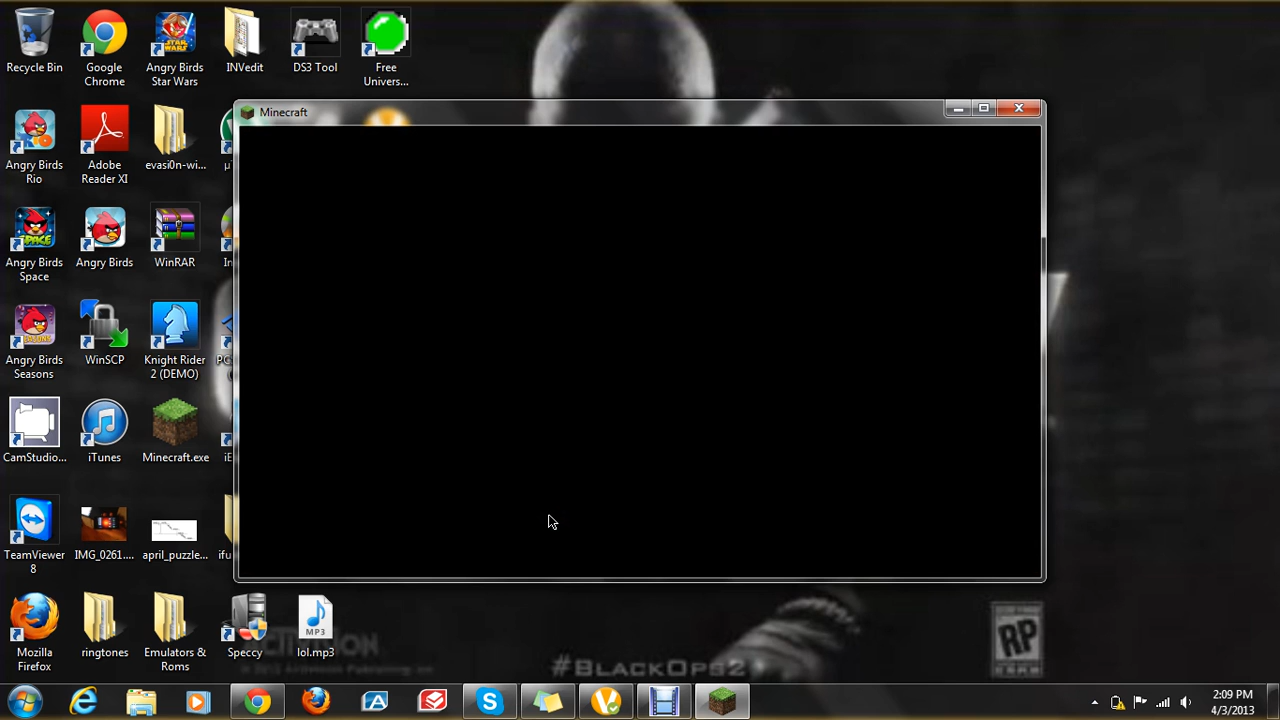 Recycle Bin
Google
Chrome
Angry Birds
Star Wars
INVedit
DS3 Tool
Free
Univers...
Minecraft
Angry Birds
Rio
Adobe
Reader XI
evasi0n-wi...
Angry Birds
Space
Angry Birds
WinRAR
Angry Birds
Seasons
WinSCP
Knight Rider
2 (DEMO)
CamStudio...
iTunes
Minecraft.exe
TeamViewer
8
IMG_0261....
april_puzzle...
ifu
Mozilla
Firefox
ringtones
Emulators &
Roms
Speccy
MP3
lol.mp3
#BLACKOPS2
RP
2:09 PM
4/3/2013